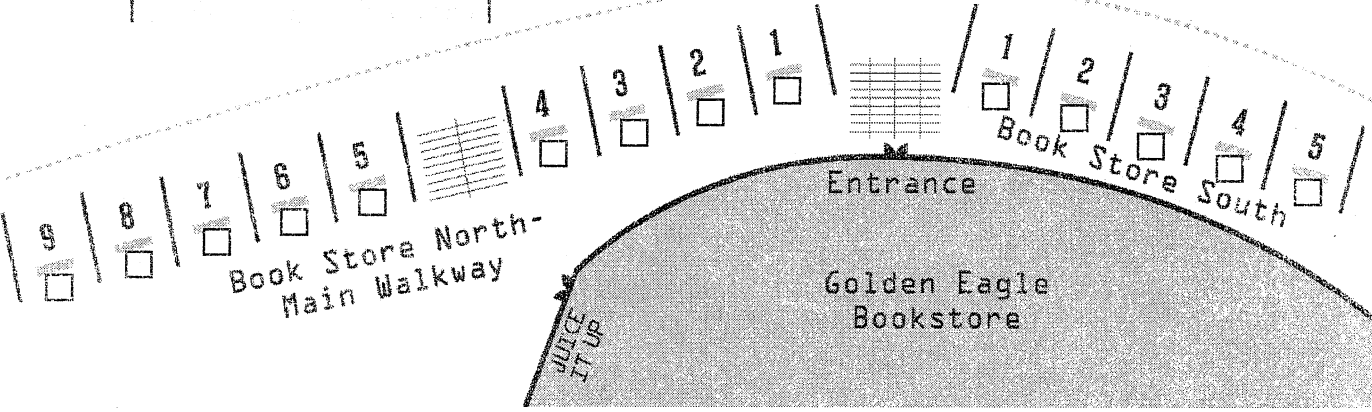 9
8
7
6
5
4
3
2
1
1
2
3
4
5
Book Store North-
Main Walkway
Book Store South
Entrance
Golden Eagle
Bookstore
JUICE
IT UP